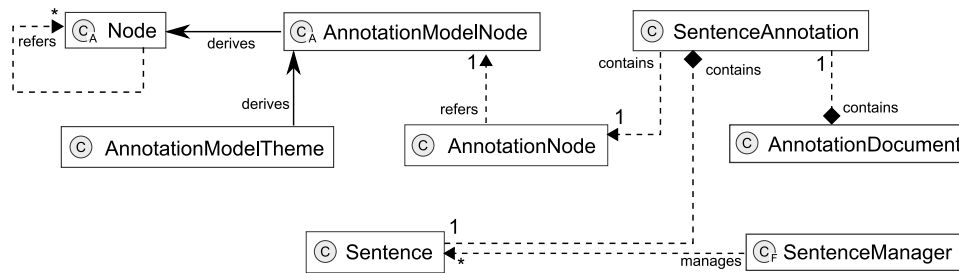 *
C A Node
refers
derives
C A AnnotationModelNode
C SentenceAnnotation
1
contains
1
contains
1
derives
refers
1
contains
C AnnotationModelTheme
C AnnotationNode
C AnnotationDocument
1
C Sentence
*
manages
C F SentenceManager